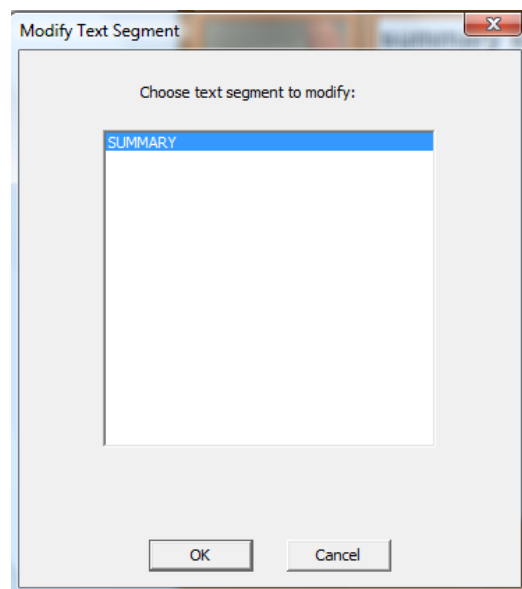 Modify Text Segment
Choose text segment to modify:
SUMMARY
OK
Cancel